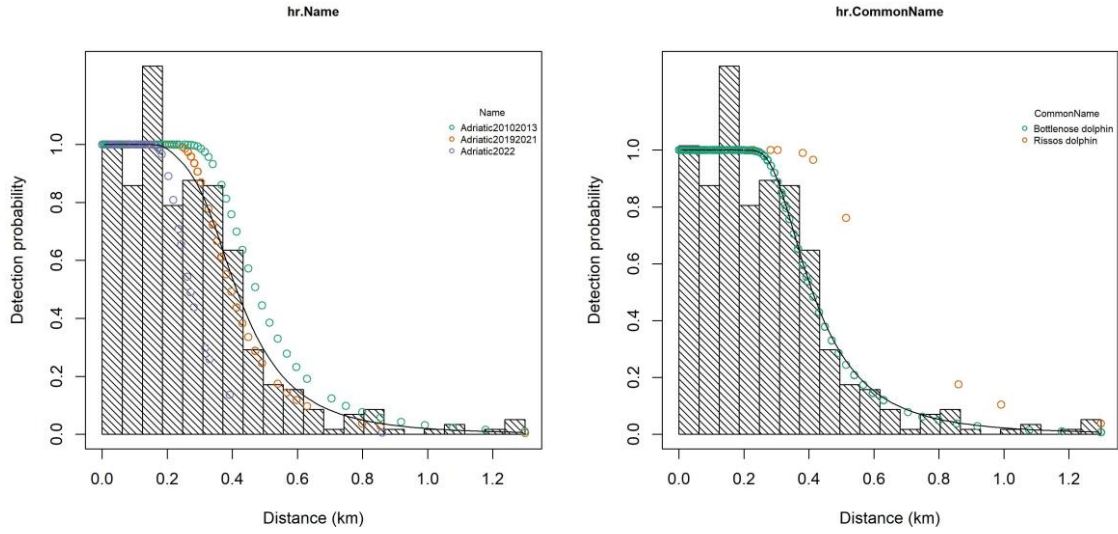 hr.Name
Detection probability
1.0
0.8
0.6
0.4
0.2
0.0
Name
Adriatic20102013
Adriatic20192021
Adriatic2022
0.0 0.2 0.4 0.6 0.8 1.0 1.2
Distance (km)
hr.CommonName
Detection probability
1.0
0.8
0.6
0.4
0.2
0.0
CommonName
Bottlenose dolphin
Rissos dolphin
0.0 0.2 0.4 0.6 0.8 1.0 1.2
Distance (km)